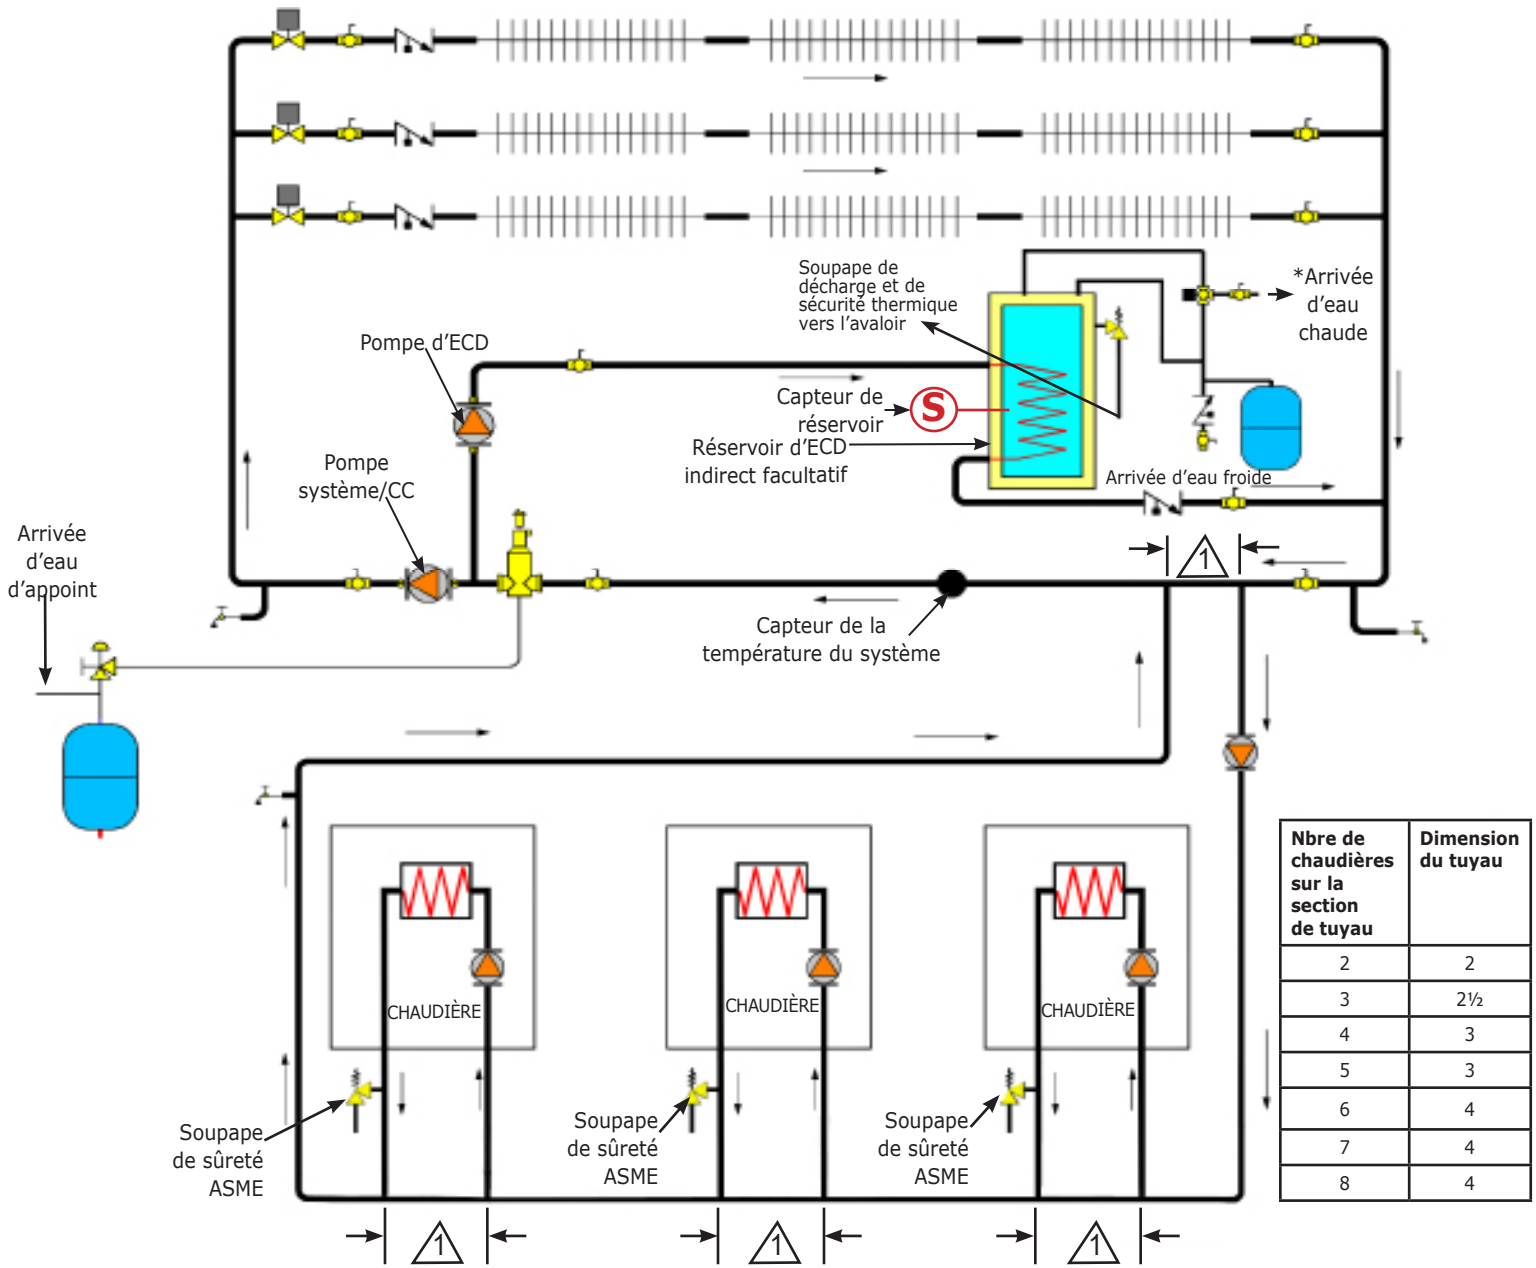 Soupape de
décharge et de
sécurité thermique
vers l'avaloir
*Arrivée
d'eau
chaude
Pompe d'ECD
Capteur de
réservoir
S
Réservoir d'ECD
indirect facultatif
Arrivée d'eau froide
Pompe
système/CC
Arrivée
d'eau
d'appoint
1
Capteur de la
température du système
CHAUDIÈRE
CHAUDIÈRE
CHAUDIÈRE
Soupape
de sûreté
ASME
Soupape
de sûreté
ASME
Soupape
de sûreté
ASME
1
1
1
Nbre de
chaudières
sur la
section
de tuyau
Dimension
du tuyau
2 2
3 2½
4 3
5 3
6 4
7 4
8 4